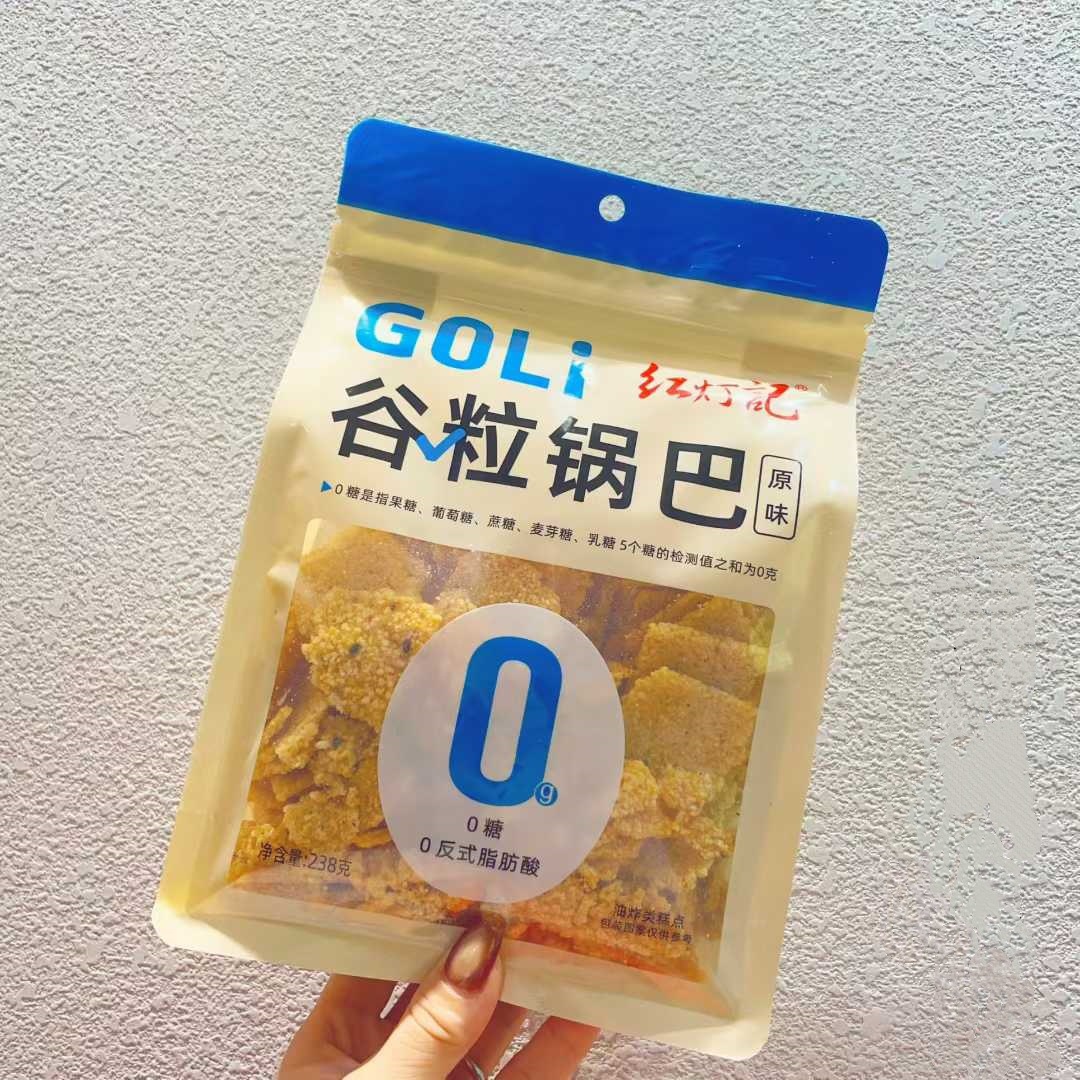 GOLi
红灯記®
谷粒锅巴
原味
0糖是指果糖、葡萄糖、蔗糖、麦芽糖、乳糖5个糖的检测值之和为0克
0g
0糖
0反式脂肪酸
净含量:238克
油炸类糕点
包装图案仅供参考